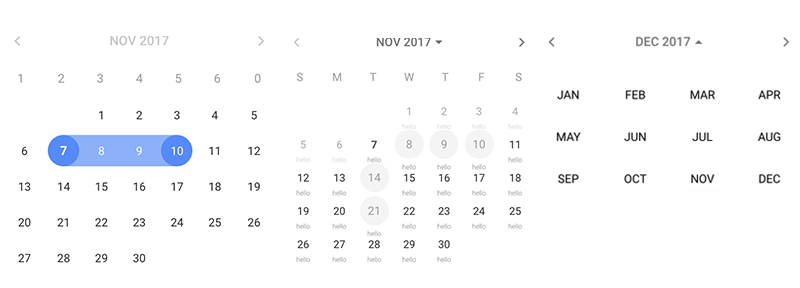 NOV 2017
1 2 3 4 5 6 0
1 2 3 4 5
6 7 8 9 10 11 12
13 14 15 16 17 18 19
20 21 22 23 24 25 26
27 28 29 30
NOV 2017
S M T W T F S
1 2 3 4
hello hello hello hello
5 6 7 8 9 10 11
hello hello hello hello hello hello hello
12 13 14 15 16 17 18
hello hello hello hello hello hello hello
19 20 21 22 23 24 25
hello hello hello hello hello hello hello
26 27 28 29 30
hello hello hello hello hello
DEC 2017
JAN FEB MAR APR
MAY JUN JUL AUG
SEP OCT NOV DEC